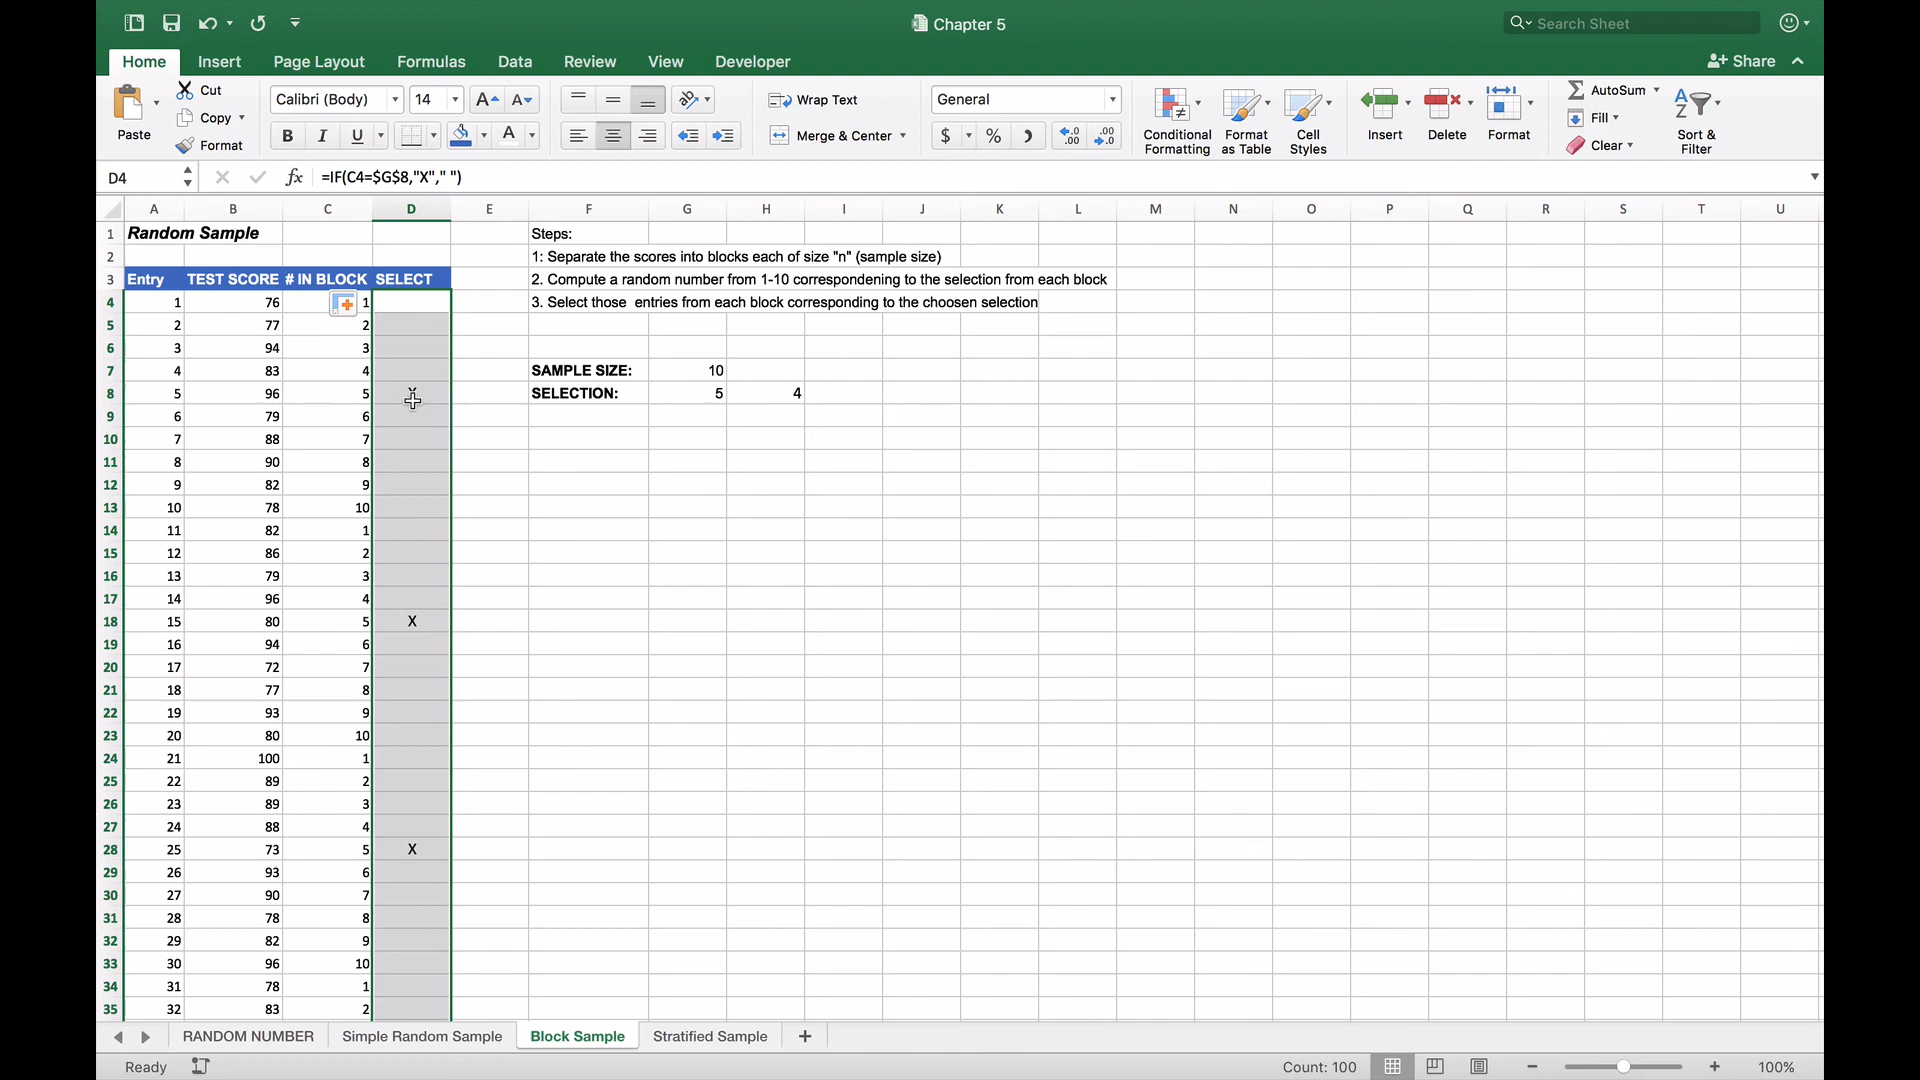 Chapter 5
Search Sheet
Home Insert Page Layout Formulas Data Review View Developer
Share
Paste
Cut
Copy
Format
Calibri (Body) 14
A A
B I U A
Wrap Text
Merge & Center
General
$ % .0 .00 .00 .0
Conditional Formatting
Format as Table
Cell Styles
Insert
Delete
Format
AutoSum
Fill
Clear
Sort & Filter
D4 fx =IF(C4=$G$8,"X"," ")
A B C D E F G H I J K L M N O P Q R S T U
1 Random Sample Steps:
2 1: Separate the scores into blocks each of size "n" (sample size)
3 Entry TEST SCORE # IN BLOCK SELECT 2. Compute a random number from 1-10 correspondening to the selection from each block
4 1 76 1 3. Select those entries from each block corresponding to the choosen selection
5 2 77 2
6 3 94 3
7 4 83 4 SAMPLE SIZE: 10
8 5 96 5 SELECTION: 5 4
9 6 79 6
10 7 88 7
11 8 90 8
12 9 82 9
13 10 78 10
14 11 82 1
15 12 86 2
16 13 79 3
17 14 96 4
18 15 80 5 X
19 16 94 6
20 17 72 7
21 18 77 8
22 19 93 9
23 20 80 10
24 21 100 1
25 22 89 2
26 23 89 3
27 24 88 4
28 25 73 5 X
29 26 93 6
30 27 90 7
31 28 78 8
32 29 82 9
33 30 96 10
34 31 78 1
35 32 83 2
RANDOM NUMBER Simple Random Sample Block Sample Stratified Sample +
Ready Count: 100 100%